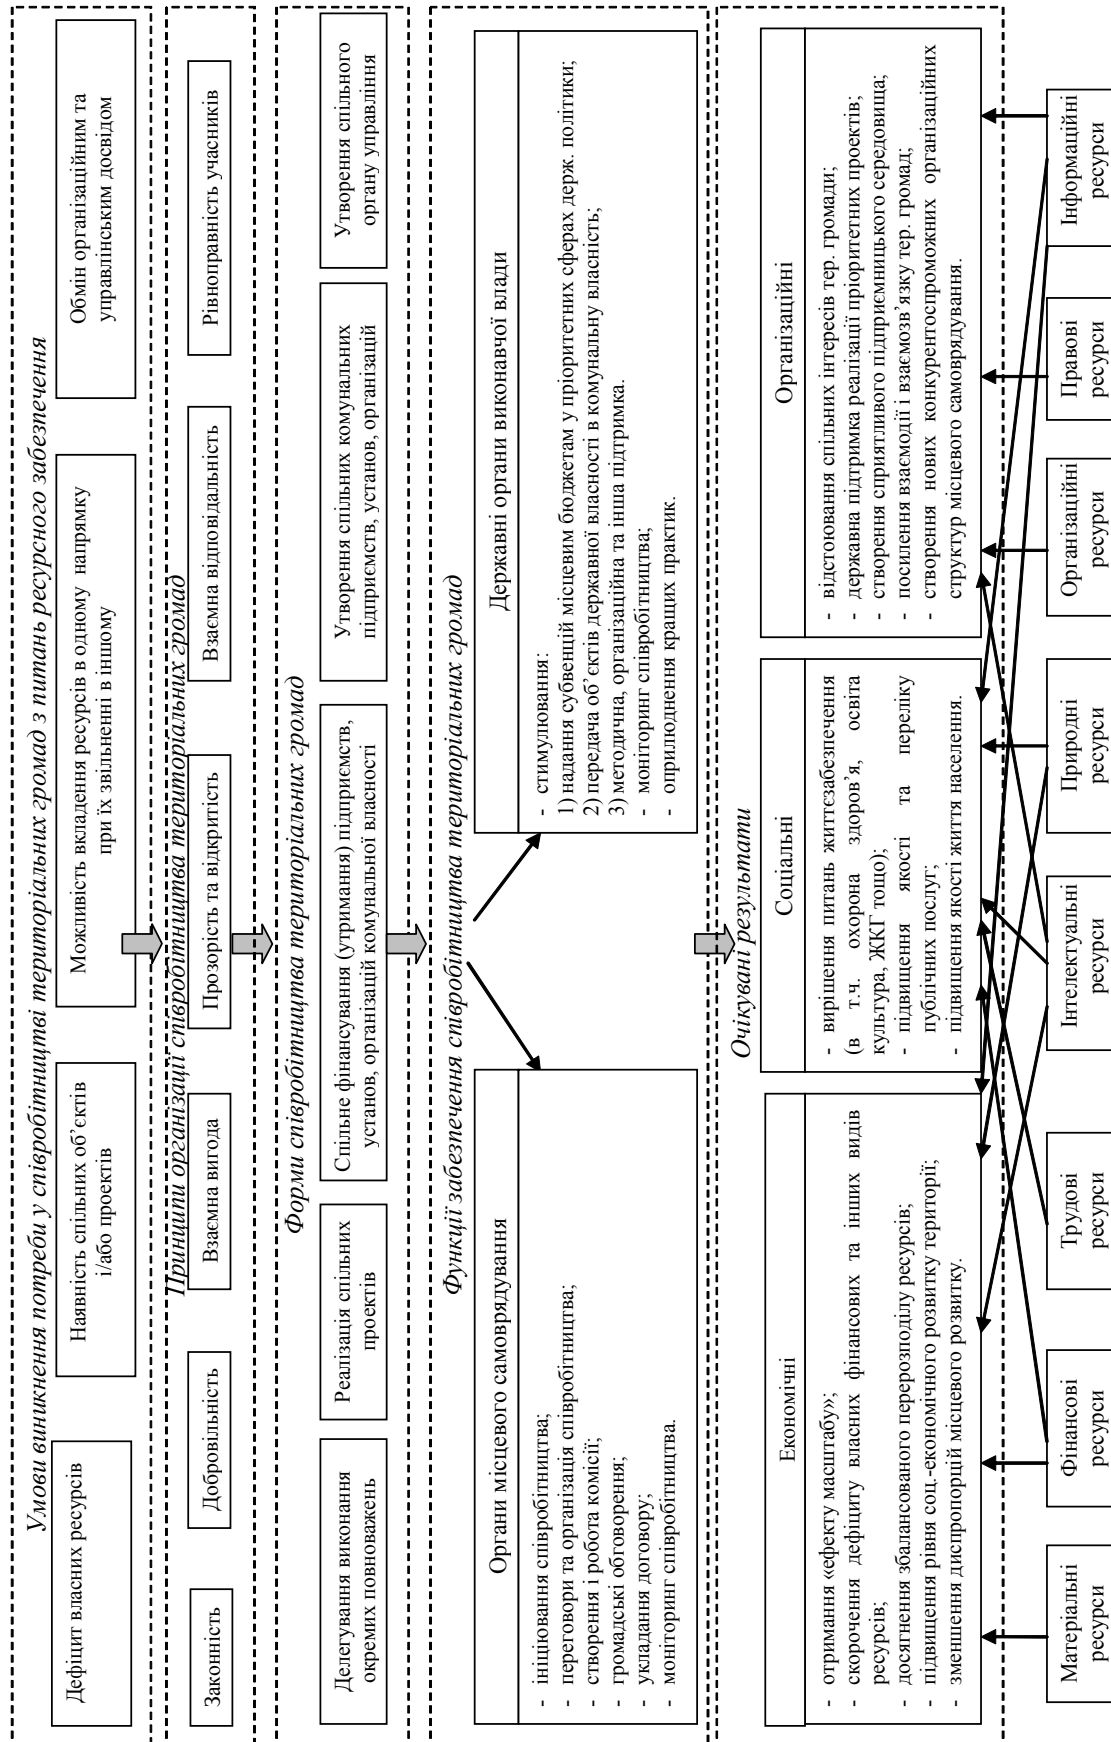 Умови виникнення потреби у співробітництві територіальних громад з питань ресурсного забезпечення
Дефіцит власних ресурсів
Наявність спільних об’єктів
і/або проектів
Можливість вкладення ресурсів в одному напрямку
при їх звільненні в іншому
Обмін організаційним та
управлінським досвідом
Принципи організації співробітництва територіальних громад
Законність
Добровільність
Взаємна вигода
Прозорість та відкритість
Взаємна відповідальність
Рівноправність учасників
Форми співробітництва територіальних громад
Делегування виконання
окремих повноважень
Реалізація спільних
проектів
Спільне фінансування (утримання) підприємств,
установ, організацій комунальної власності
Утворення спільних комунальних
підприємств, установ, організацій
Утворення спільного
органу управління
Функції забезпечення співробітництва територіальних громад
Органи місцевого самоврядування
- ініціювання співробітництва;
- переговори та організація співробітництва;
- створення і робота комісії;
- громадські обговорення;
- укладання договору;
- моніторинг співробітництва.
Державні органи виконавчої влади
- стимулювання:
1) надання субвенцій місцевим бюджетам у пріоритетних сферах держ. політики;
2) передача об’єктів державної власності в комунальну власність;
3) методична, організаційна та інша підтримка.
- моніторинг співробітництва;
- оприлюднення кращих практик.
Очікувані результати
Економічні
- отримання «ефекту масштабу»;
- скорочення дефіциту власних фінансових та інших видів
ресурсів;
- досягнення збалансованого перерозподілу ресурсів;
- підвищення рівня соц.-економічного розвитку території;
- зменшення диспропорцій місцевого розвитку.
Соціальні
- вирішення питань життєзабезпечення
(в т.ч. охорона здоров’я, освіта
культура, ЖКГ тощо);
- підвищення якості та переліку
публічних послуг;
- підвищення якості життя населення.
Організаційні
- відстоювання спільних інтересів тер. громади;
- державна підтримка реалізації пріоритетних проектів;
- створення сприятливого підприємницького середовища;
- посилення взаємодії і взаємозв’язку тер. громад;
- створення нових конкурентоспроможних організаційних
структур місцевого самоврядування.
Матеріальні
ресурси
Фінансові
ресурси
Трудові
ресурси
Інтелектуальні
ресурси
Природні
ресурси
Організаційні
ресурси
Правові
ресурси
Інформаційні
ресурси